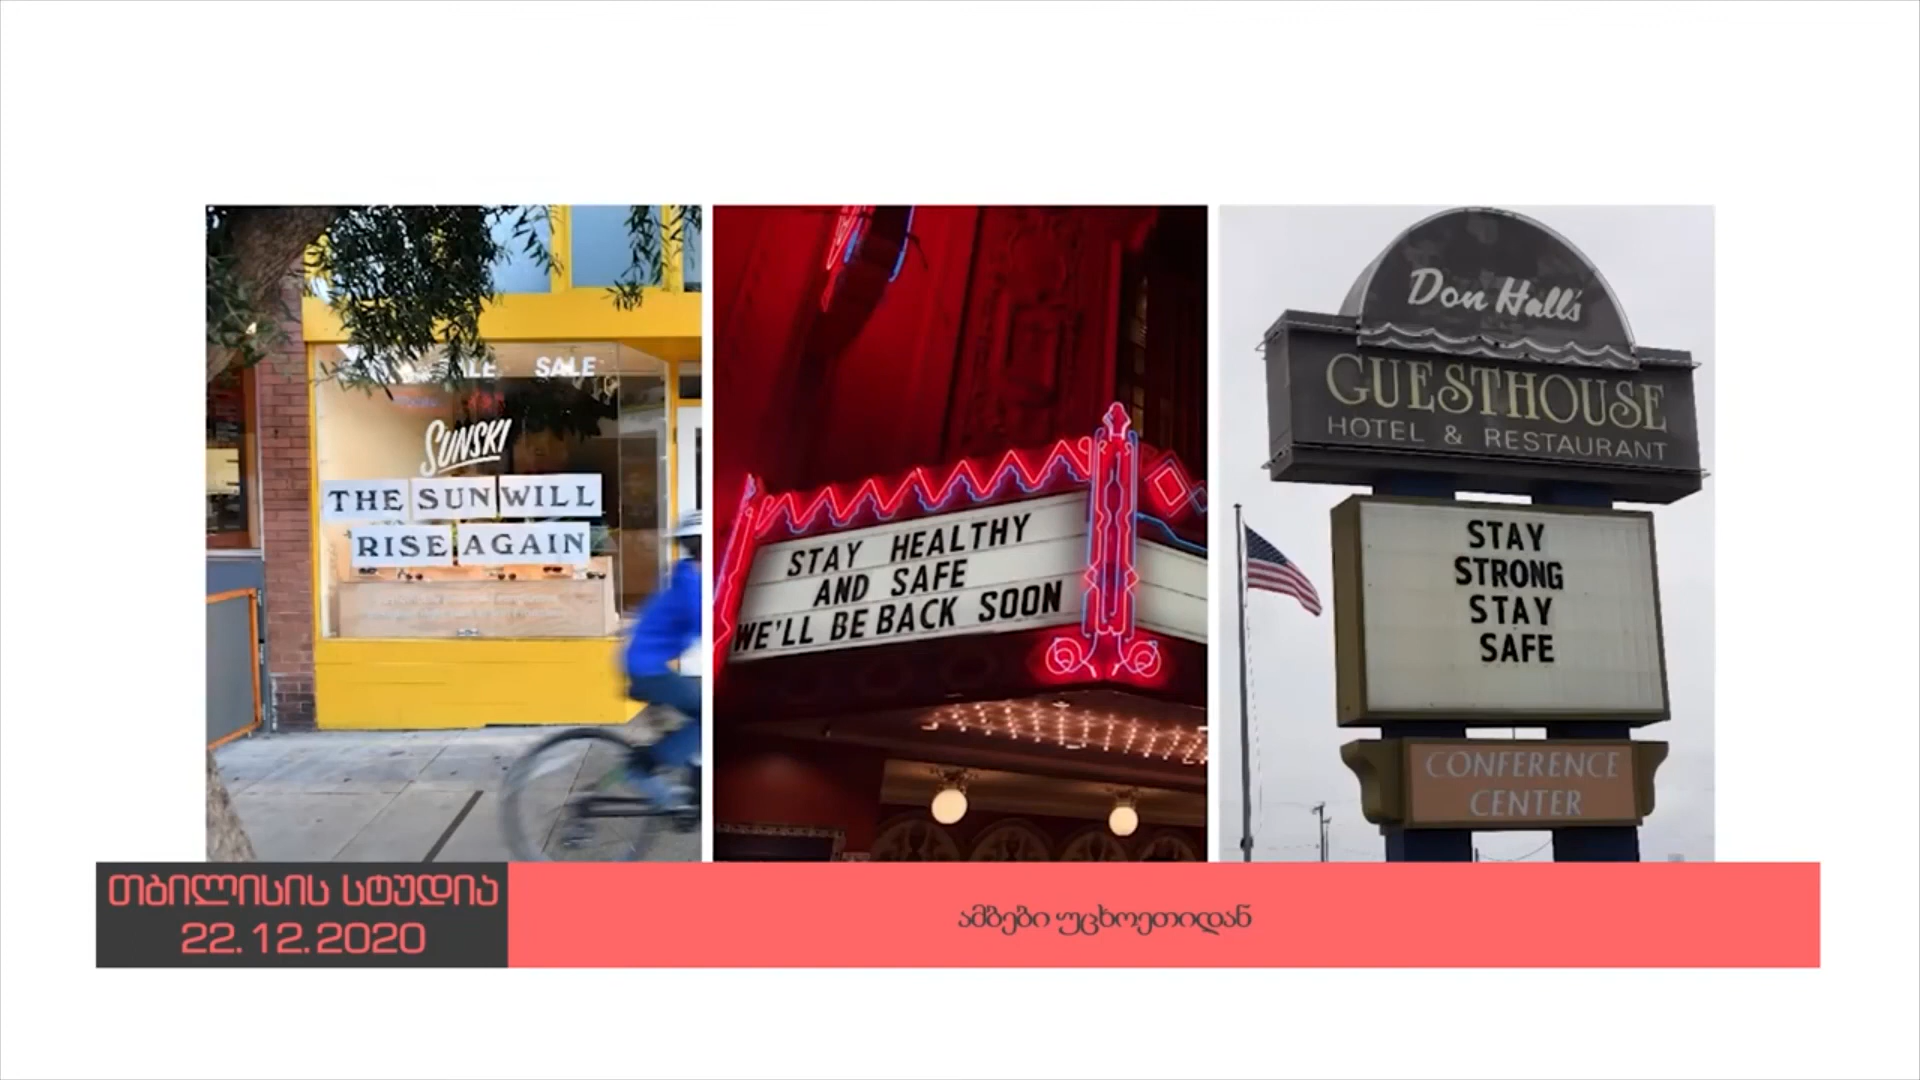 SALE
SUNSKI
THE SUN WILL
RISE AGAIN
STAY HEALTHY
AND SAFE
WE'LL BE BACK SOON
Don Hall's
GUESTHOUSE
HOTEL & RESTAURANT
STAY
STRONG
STAY
SAFE
CONFERENCE
CENTER
თბილისის სტუდია
22.12.2020
ამბები უცხოეთიდან